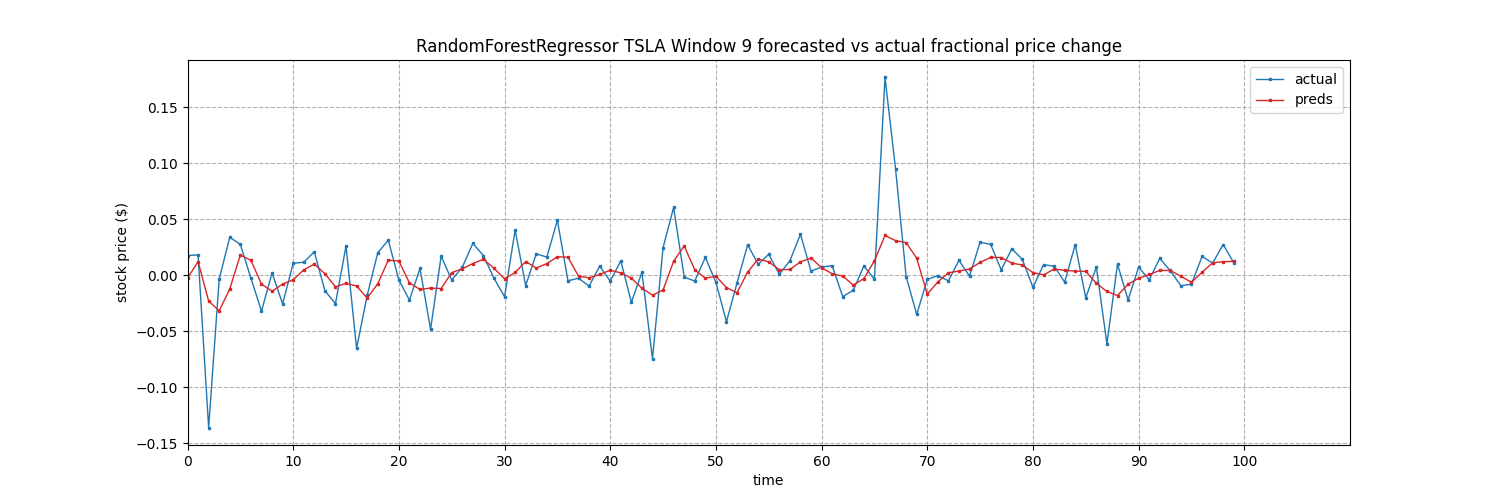 RandomForestRegressor TSLA Window 9 forecasted vs actual fractional price change
actual
preds
0.15
0.10
0.05
0.00
−0.05
−0.10
−0.15
stock price ($)
0 10 20 30 40 50 60 70 80 90 100
time